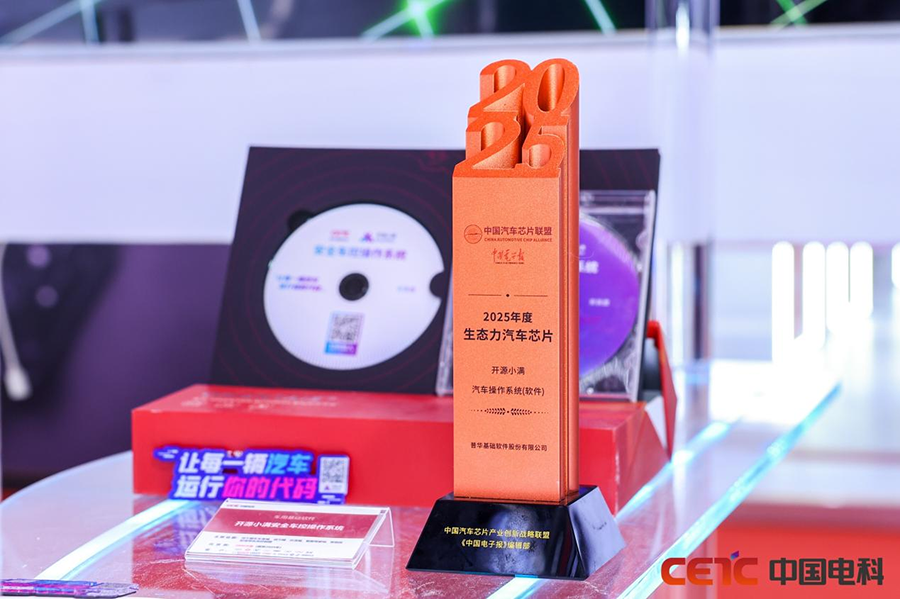 2025
中国汽车芯片联盟
CHINA AUTOMOTIVE CHIP ALLIANCE
中国电子报
2025年度
生态力汽车芯片
开源小满
汽车操作系统(软件)
普华基础软件股份有限公司
中国汽车芯片产业创新战略联盟
《中国电子报》编辑部
安全车控操作系统
让每一辆汽车
运行你的代码
开源小满安全车控操作系统
CETC 中国电科